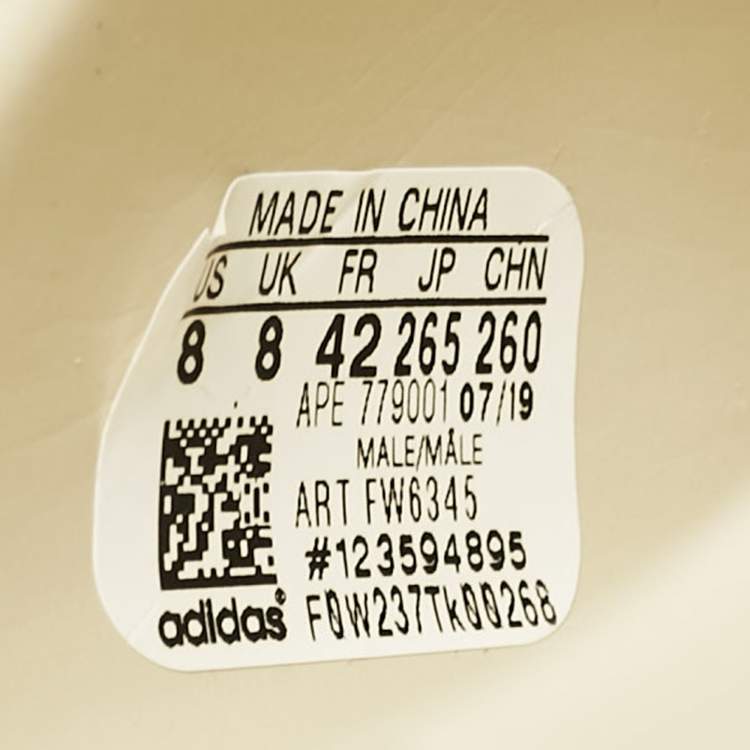 MADE IN CHINA
US UK FR JP CHN
8 8 42 265 260
APE 779001 07/19
MALE/MÂLE
ART FW6345
#123594895
adidas® F0W237Tk00268